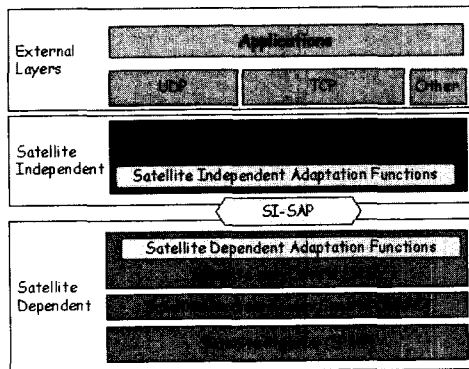 External
Layers
Applications
UDP TCP Other
Satellite
Independent
Satellite Independent Adaptation Functions
SI-SAP
Satellite Dependent Adaptation Functions
Satellite
Dependent